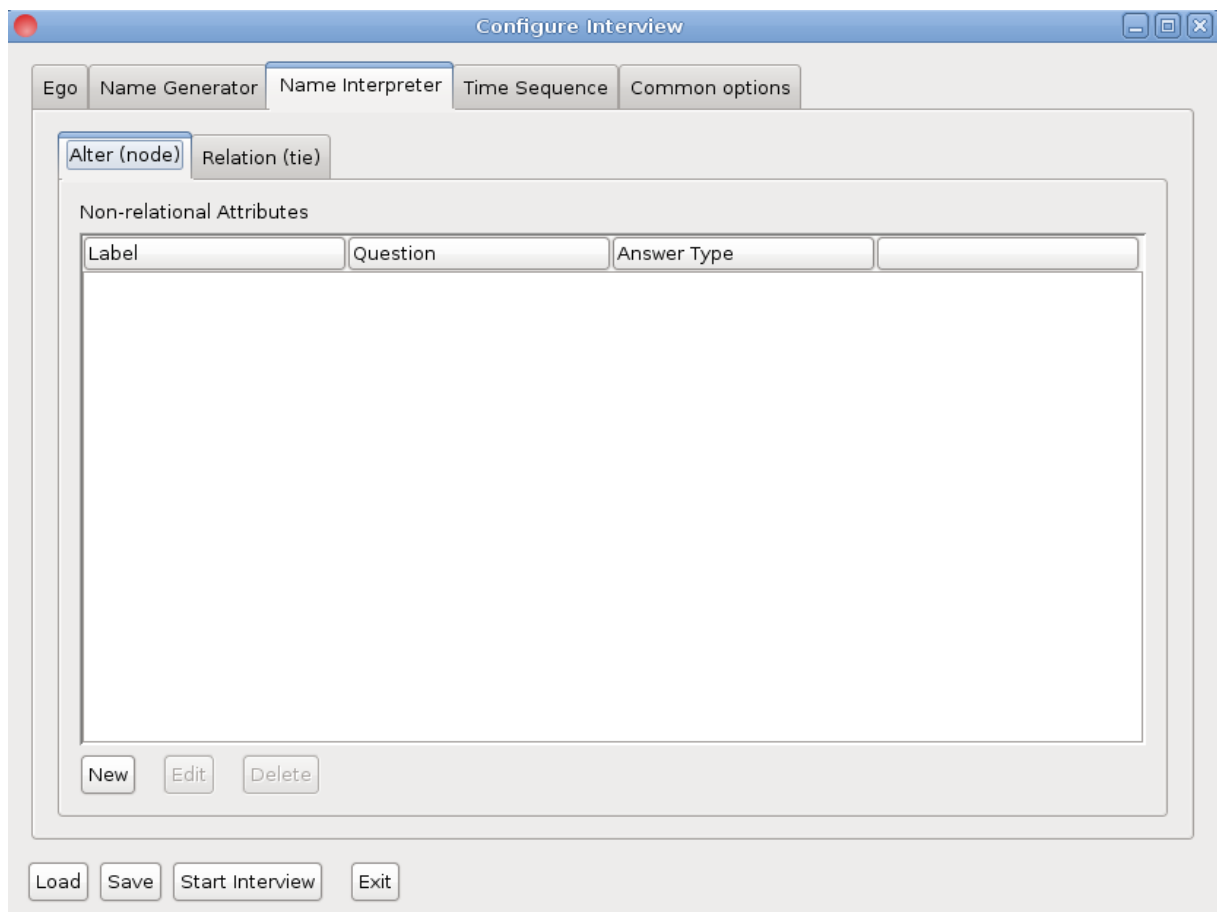 Configure Interview
Ego Name Generator Name Interpreter Time Sequence Common options
Alter (node) Relation (tie)
Non-relational Attributes
Label Question Answer Type
New Edit Delete
Load Save Start Interview Exit